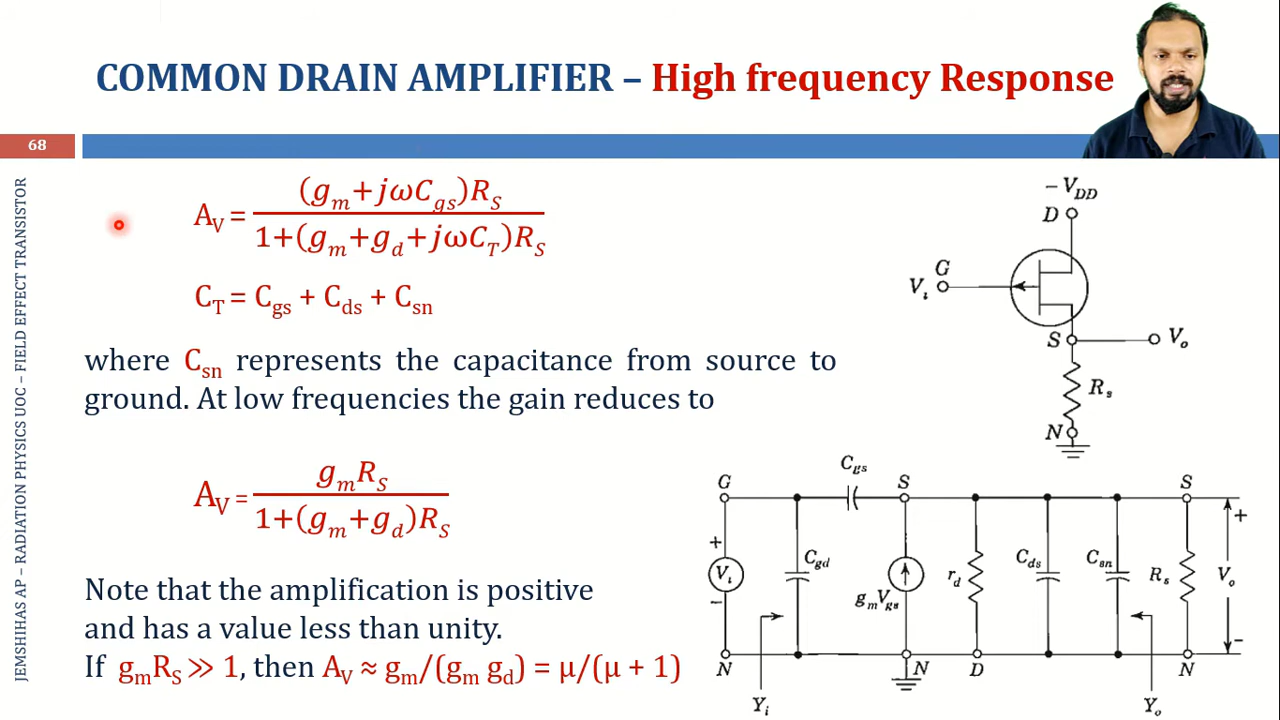 COMMON DRAIN AMPLIFIER – High frequency Response
68
JEMSHIHAS AP – RADIATION PHYSICS UOC – FIELD EFFECT TRANSISTOR
A_V = (g_m+jωC_gs)R_S / 1+(g_m+g_d+jωC_T)R_S
C_T = C_gs + C_ds + C_sn
where C_sn represents the capacitance from source to
ground. At low frequencies the gain reduces to
A_V = g_mR_S / 1+(g_m+g_d)R_S
Note that the amplification is positive
and has a value less than unity.
If g_mR_S ≫ 1, then A_V ≈ g_m/(g_m g_d) = μ/(μ + 1)
−V_DD
D
G
V_i
S
V_o
R_s
N
G
C_gs
S
S
+
V_i
−
C_gd
g_mV_gs
r_d
C_ds
C_sn
R_s
+
V_o
−
N
N
D
N
Y_i
Y_o